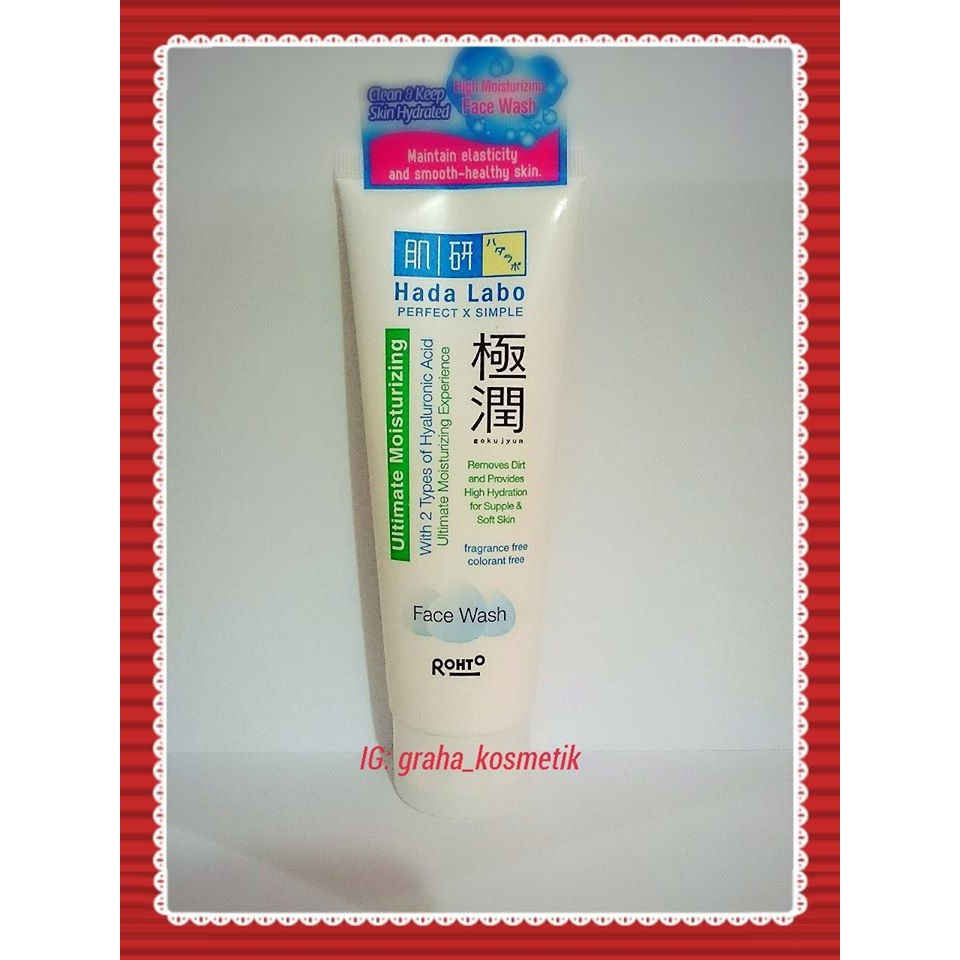 Clean & Keep
Skin Hydrated
High Moisturizing
Face Wash
Maintain elasticity
and smooth-healthy skin.
肌研
ハダラボ
Hada Labo
PERFECT X SIMPLE
Ultimate Moisturizing
With 2 Types of Hyaluronic Acid
Ultimate Moisturizing Experience
極
潤
gokujyun
Removes Dirt
and Provides
High Hydration
for Supple &
Soft Skin
fragrance free
colorant free
Face Wash
ROHTO
IG: graha_kosmetik